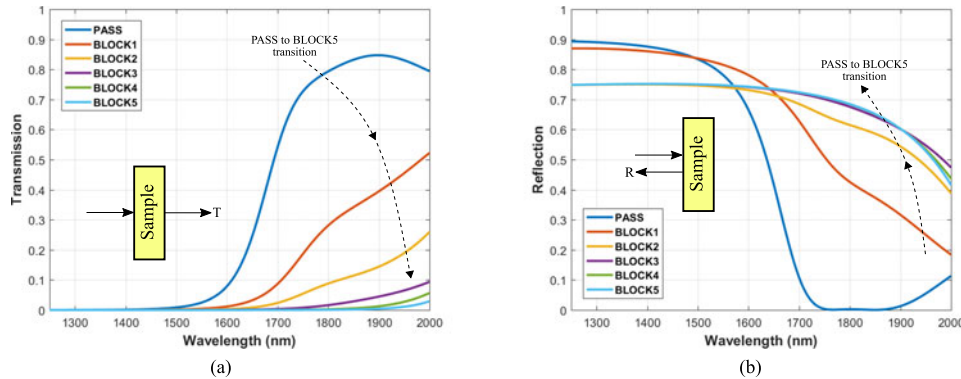 1
0.9
0.8
0.7
0.6
0.5
0.4
0.3
0.2
0.1
0
Transmission
PASS
BLOCK1
BLOCK2
BLOCK3
BLOCK4
BLOCK5
PASS to BLOCK5
transition
Sample
T
1300 1400 1500 1600 1700 1800 1900 2000
Wavelength (nm)
(a)
1
0.9
0.8
0.7
0.6
0.5
0.4
0.3
0.2
0.1
0
Reflection
PASS to BLOCK5
transition
R
Sample
PASS
BLOCK1
BLOCK2
BLOCK3
BLOCK4
BLOCK5
1300 1400 1500 1600 1700 1800 1900 2000
Wavelength (nm)
(b)